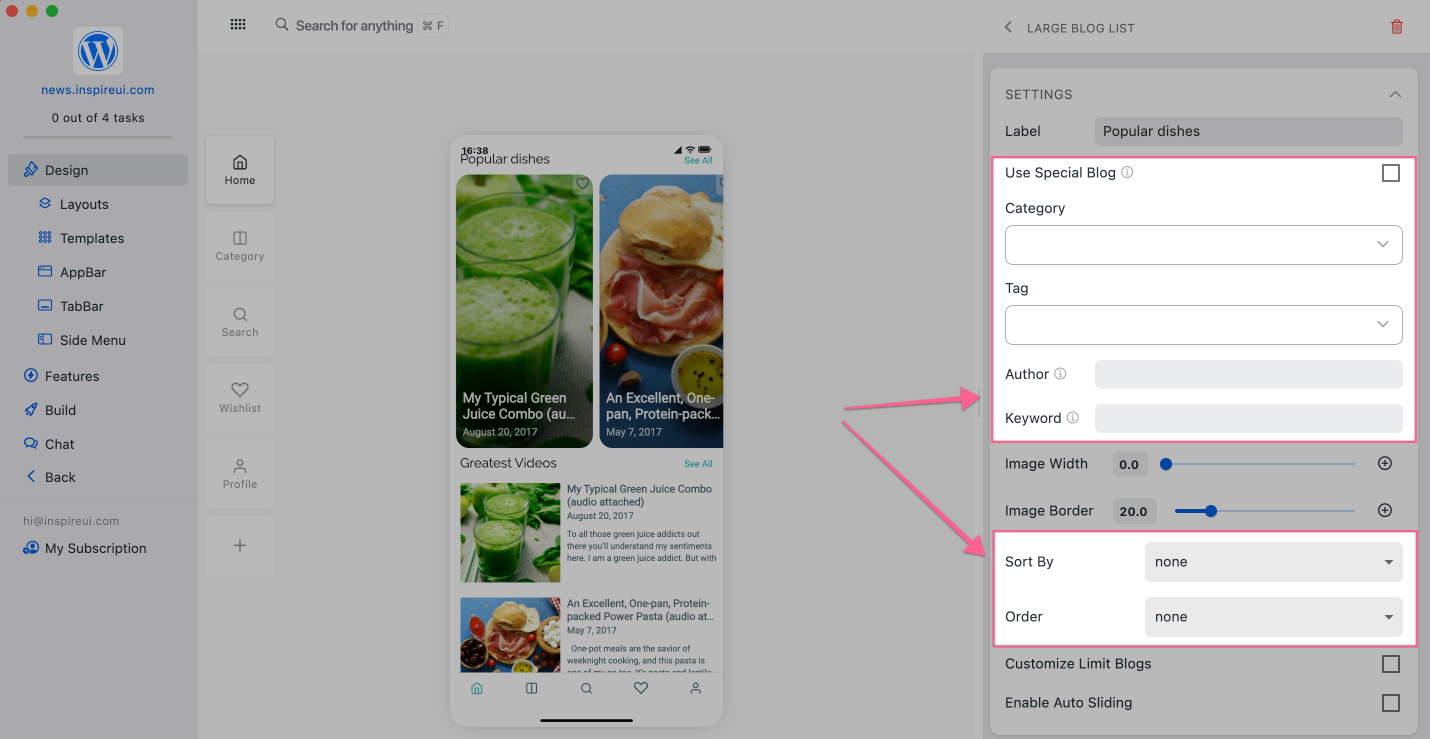 Search for anything
⌘ F
LARGE BLOG LIST
news.inspireui.com
0 out of 4 tasks
Design
Layouts
Templates
AppBar
TabBar
Side Menu
Features
Build
Chat
Back
hi@inspireui.com
My Subscription
Home
Category
Search
Wishlist
Profile
16:38
Popular dishes
See All
My Typical Green
Juice Combo (au...
August 20, 2017
An Excellent, One-
pan, Protein-pack...
May 7, 2017
Greatest Videos
See All
My Typical Green Juice Combo
(audio attached)
August 20, 2017
To all those green juice addicts out
there you'll understand my sentiments
here. I am a green juice addict. But with
An Excellent, One-pan, Protein-
packed Power Pasta (audio at...
May 7, 2017
One-pot meals are the savior of
weeknight cooking, and this pasta is
SETTINGS
Label
Popular dishes
Use Special Blog
Category
Tag
Author
Keyword
Image Width
0.0
Image Border
20.0
Sort By
none
Order
none
Customize Limit Blogs
Enable Auto Sliding